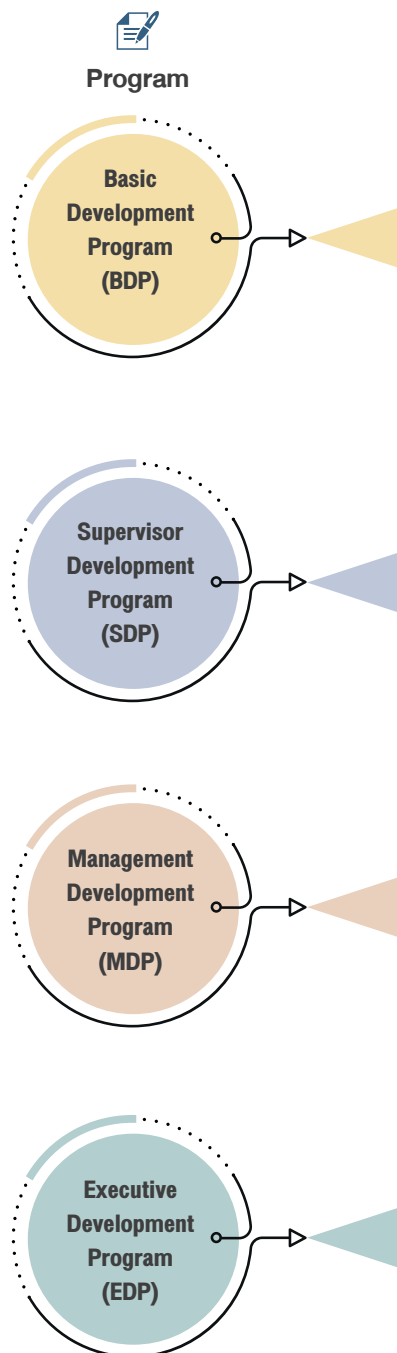 Program
Basic
Development
Program
(BDP)
Supervisor
Development
Program
(SDP)
Management
Development
Program
(MDP)
Executive
Development
Program
(EDP)